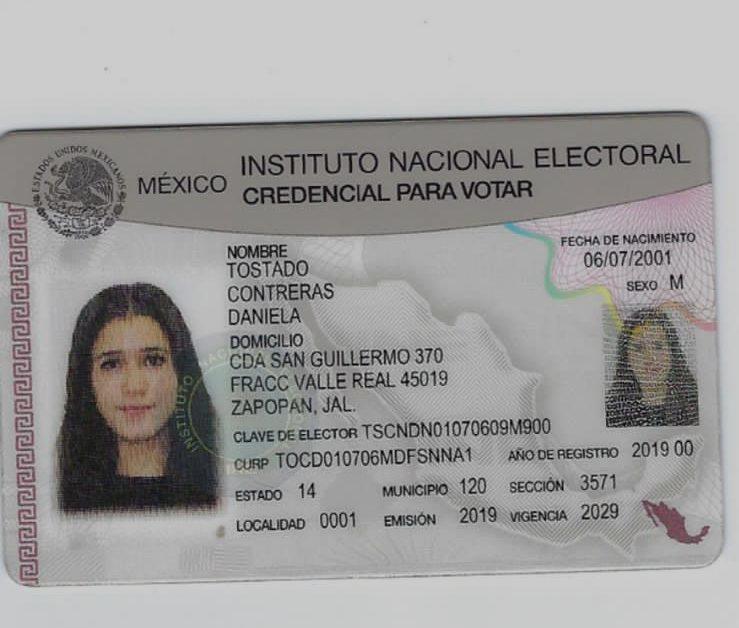 ESTADOS UNIDOS MEXICANOS
MÉXICO INSTITUTO NACIONAL ELECTORAL
CREDENCIAL PARA VOTAR
NOMBRE
TOSTADO
CONTRERAS
DANIELA
DOMICILIO
CDA SAN GUILLERMO 370
FRACC VALLE REAL 45019
ZAPOPAN, JAL.
FECHA DE NACIMIENTO
06/07/2001
SEXO M
CLAVE DE ELECTOR TSCNDN01070609M900
CURP TOCD010706MDFSNNA1 AÑO DE REGISTRO 2019 00
ESTADO 14 MUNICIPIO 120 SECCIÓN 3571
LOCALIDAD 0001 EMISIÓN 2019 VIGENCIA 2029